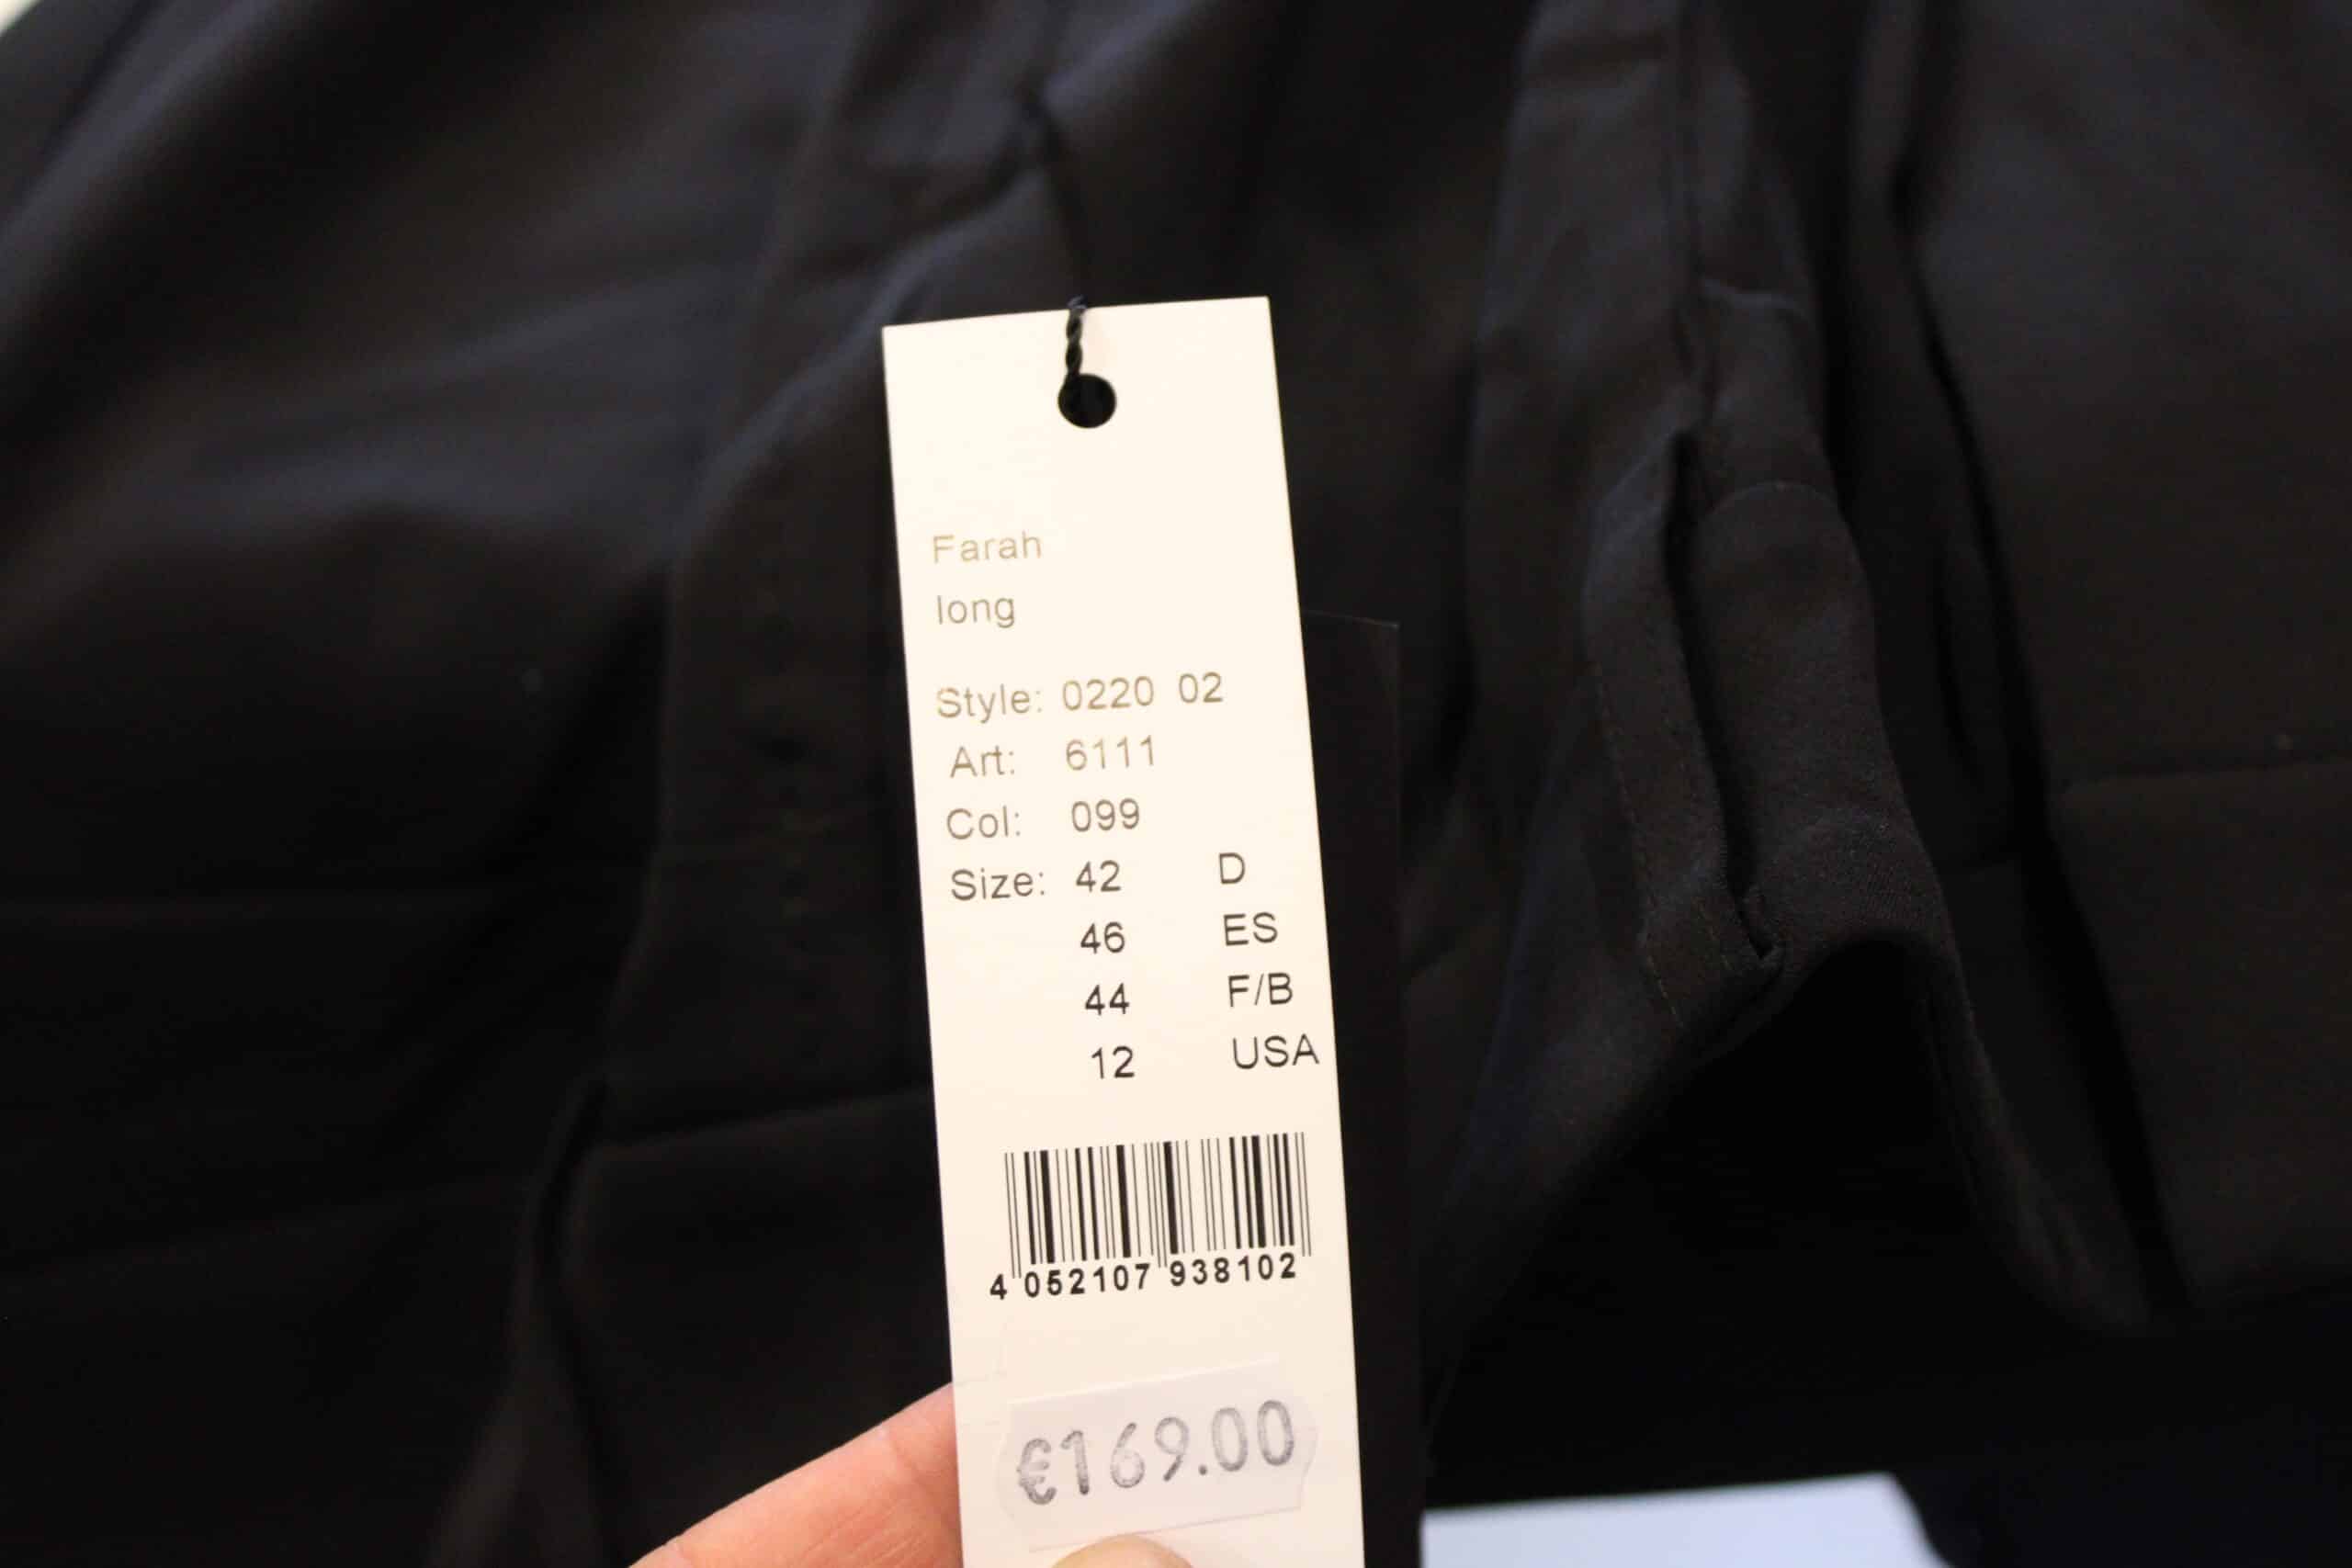 Farah
long
Style: 0220 02
Art: 6111
Col: 099
Size: 42 D
46 ES
44 F/B
12 USA
4 052107 938102
€169.00